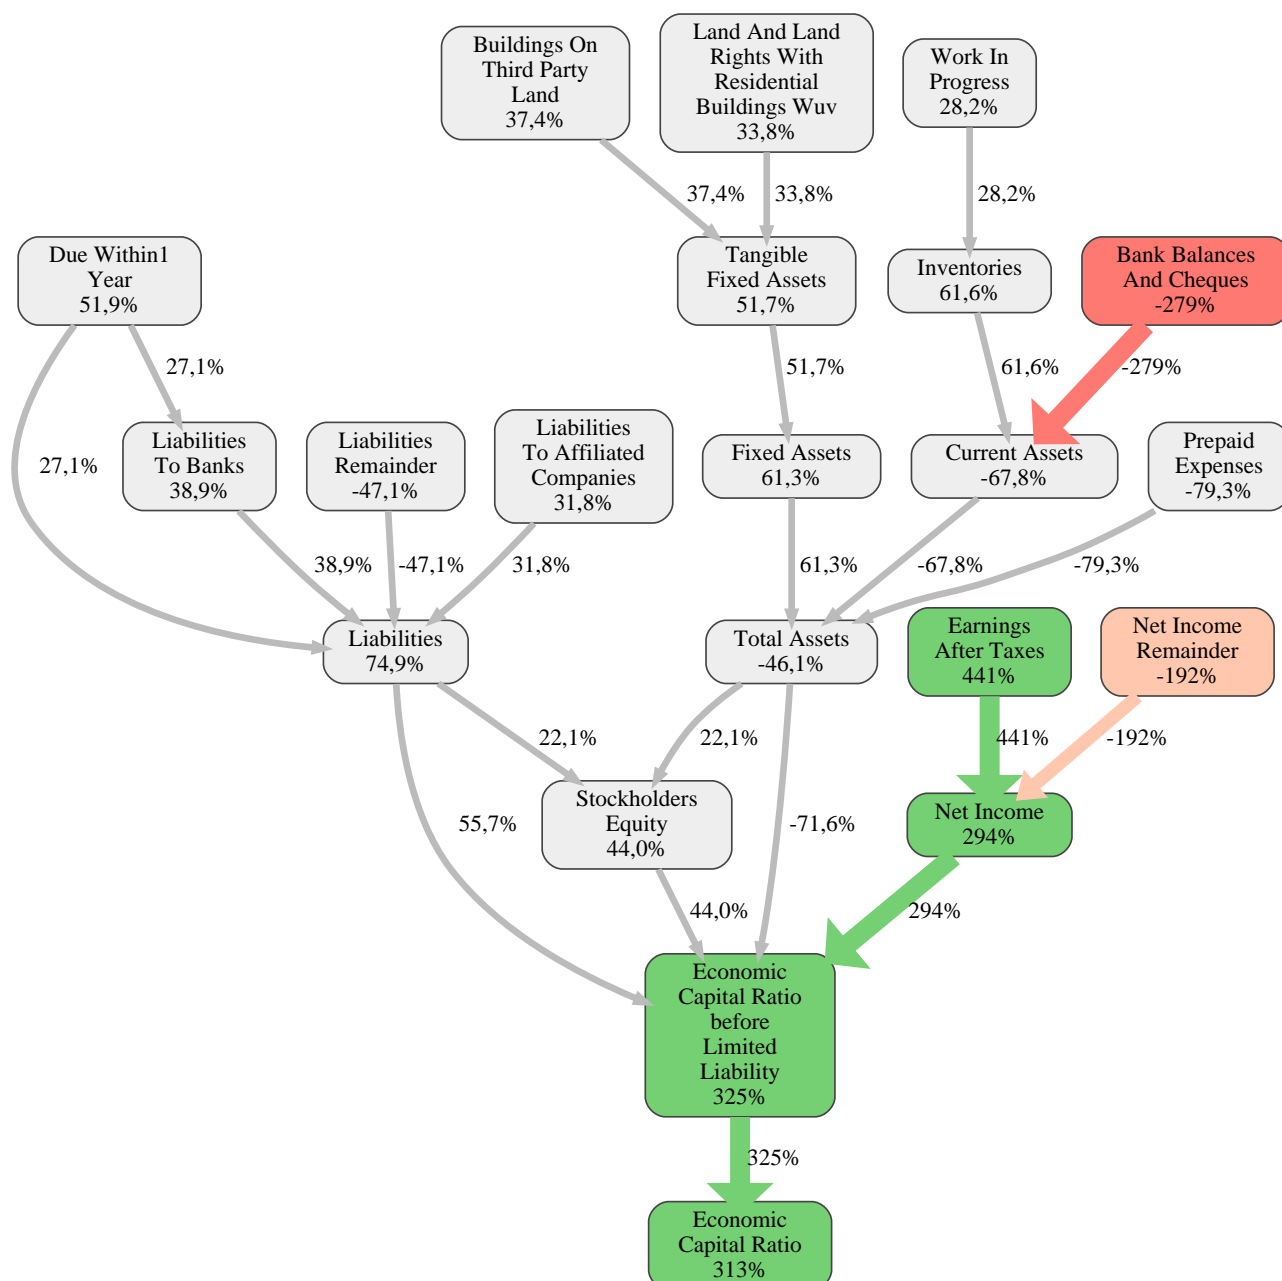 Buildings On
Third Party
Land
37,4%
Land And Land
Rights With
Residential
Buildings Wuv
33,8%
Work In
Progress
28,2%
37,4%
33,8%
28,2%
Due Within1
Year
51,9%
Tangible
Fixed Assets
51,7%
Inventories
61,6%
Bank Balances
And Cheques
-279%
27,1%
51,7%
61,6%
-279%
27,1%
Liabilities
To Banks
38,9%
Liabilities
Remainder
-47,1%
Liabilities
To Affiliated
Companies
31,8%
Fixed Assets
61,3%
Current Assets
-67,8%
Prepaid
Expenses
-79,3%
38,9%
-47,1%
31,8%
61,3%
-67,8%
-79,3%
Liabilities
74,9%
Total Assets
-46,1%
Earnings
After Taxes
441%
Net Income
Remainder
-192%
22,1%
22,1%
441%
-192%
55,7%
Stockholders
Equity
44,0%
-71,6%
Net Income
294%
44,0%
294%
Economic
Capital Ratio
before
Limited
Liability
325%
325%
Economic
Capital Ratio
313%